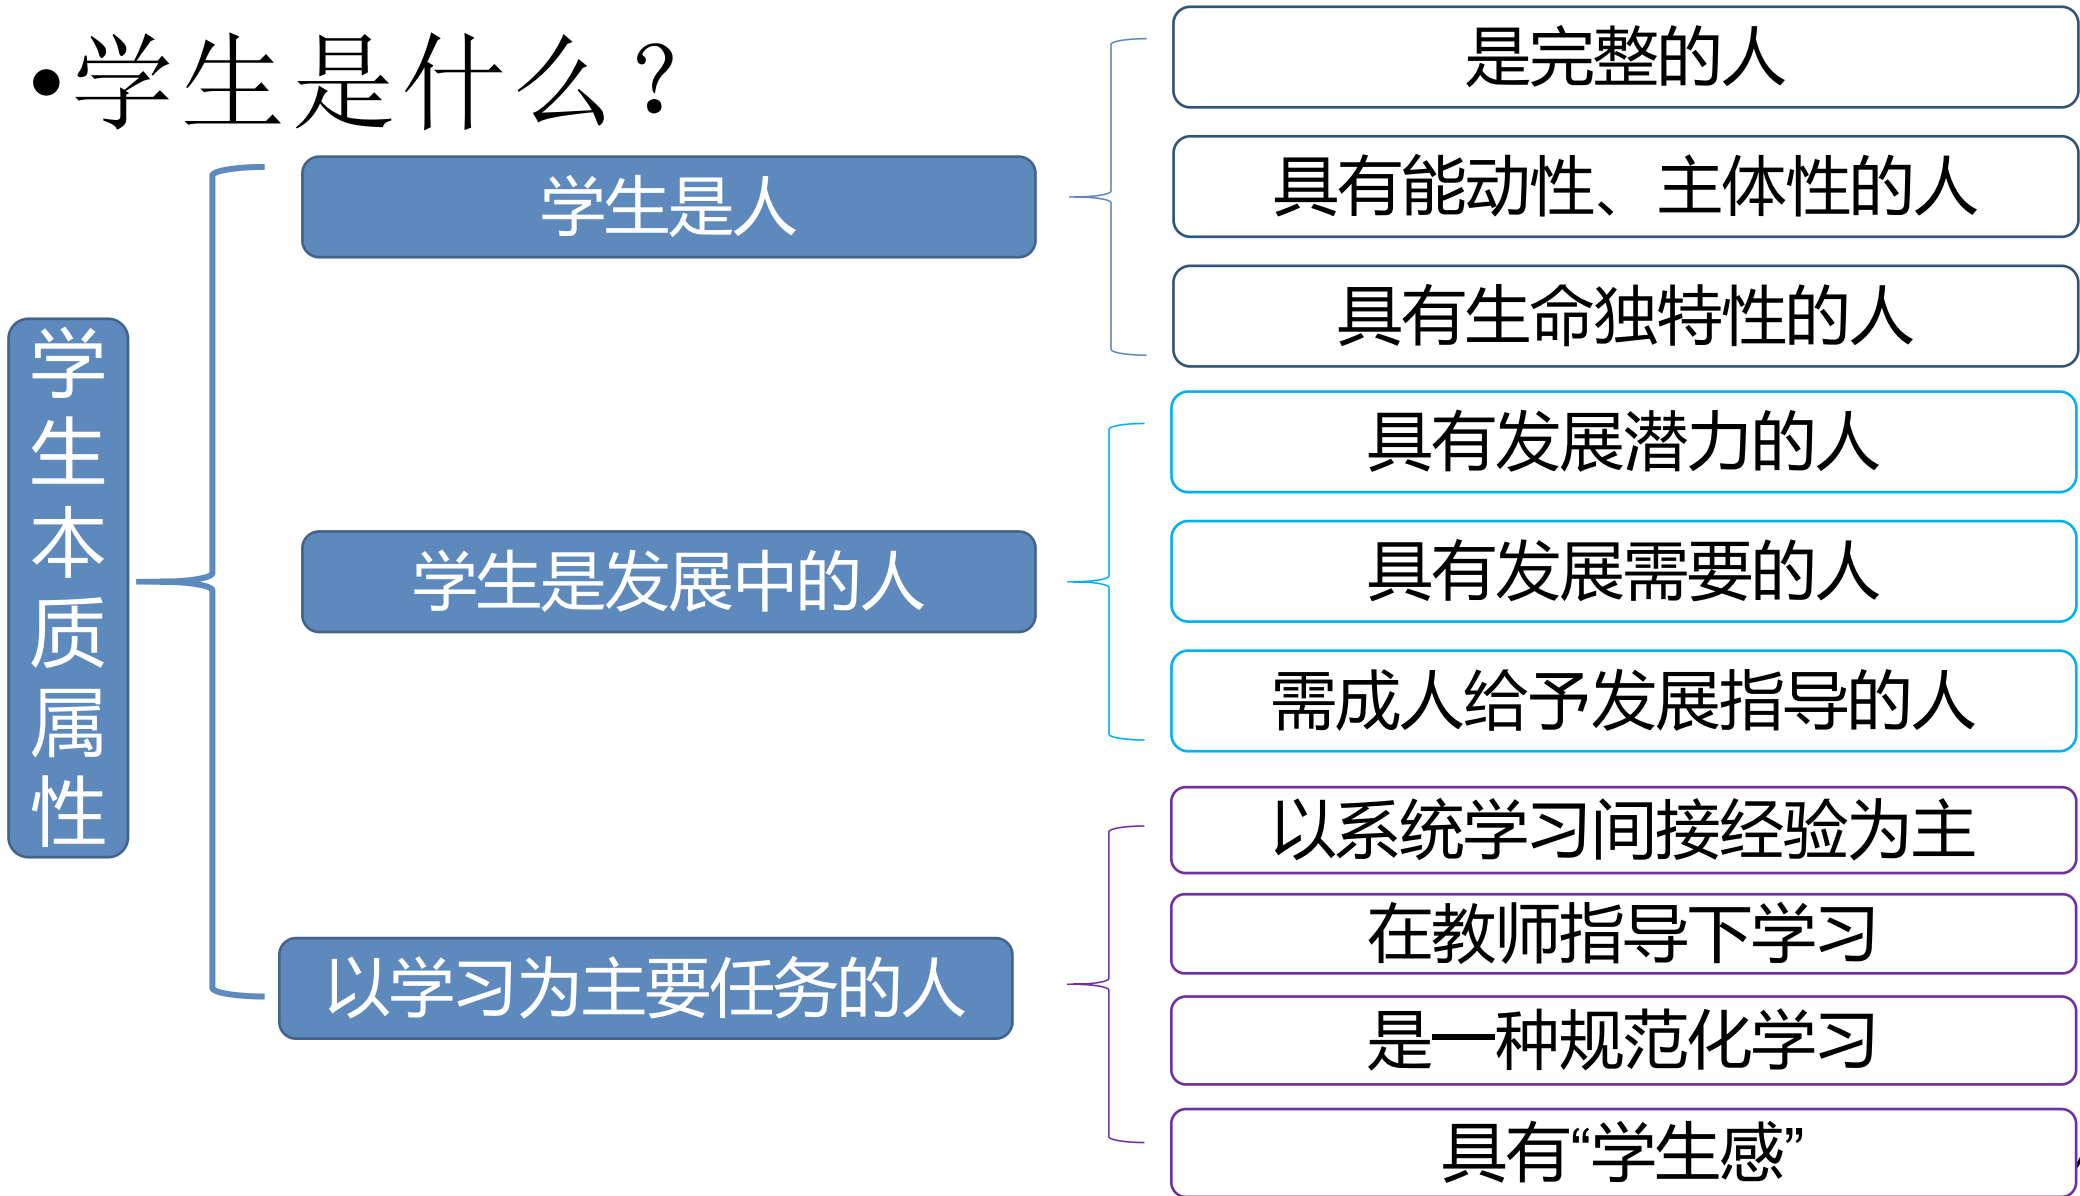 •学生是什么？
学生本质属性
学生是人
是完整的人
具有能动性、主体性的人
具有生命独特性的人
学生是发展中的人
具有发展潜力的人
具有发展需要的人
需成人给予发展指导的人
以学习为主要任务的人
以系统学习间接经验为主
在教师指导下学习
是一种规范化学习
具有“学生感”